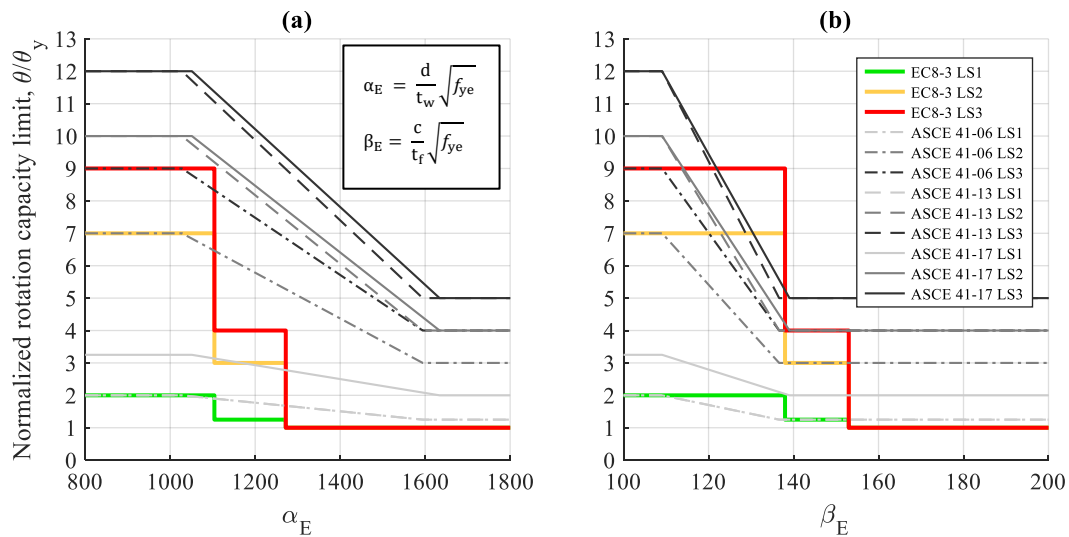 (a)
Normalized rotation capacity limit, θ/θy
13
12
11
10
9
8
7
6
5
4
3
2
1
0
800 1000 1200 1400 1600 1800
αE
αE = d/tw √fye
βE = c/tf √fye
(b)
13
12
11
10
9
8
7
6
5
4
3
2
1
0
100 120 140 160 180 200
βE
EC8-3 LS1
EC8-3 LS2
EC8-3 LS3
ASCE 41-06 LS1
ASCE 41-06 LS2
ASCE 41-06 LS3
ASCE 41-13 LS1
ASCE 41-13 LS2
ASCE 41-13 LS3
ASCE 41-17 LS1
ASCE 41-17 LS2
ASCE 41-17 LS3